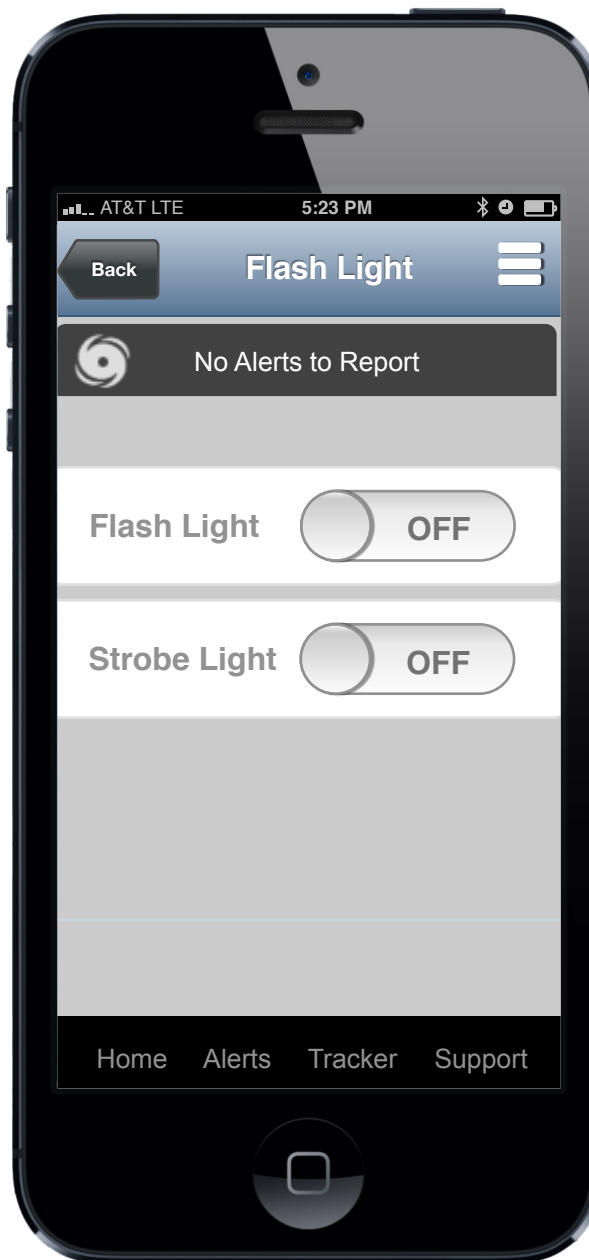 AT&T LTE 5:23 PM
Back Flash Light
No Alerts to Report
Flash Light OFF
Strobe Light OFF
Home Alerts Tracker Support